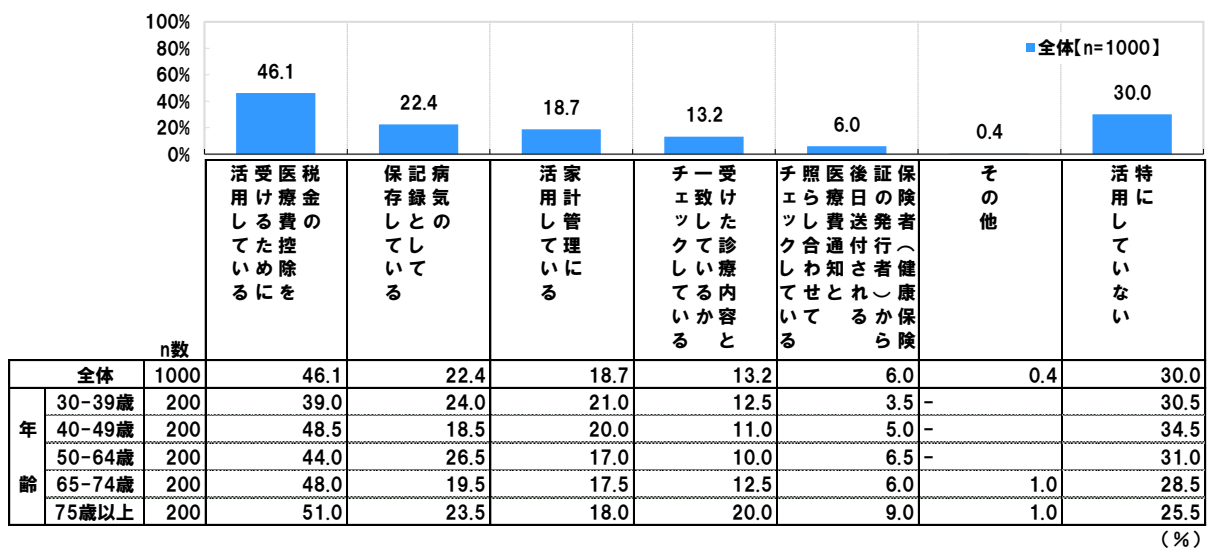 100%
80%
60%
40%
20%
0%
全体【n=1000】
46.1
22.4
18.7
13.2
6.0
0.4
30.0
税金の
医療費控除を
受けるために
活用している
病気の
記録として
保存している
家計管理に
活用している
受けた診療内容と
一致しているか
チェックしている
保険者（健康保険
証の発行者）から
後日送付される
医療費通知と
照らし合わせて
チェックしている
その他
特に
活用していない
n数
全体 1000 46.1 22.4 18.7 13.2 6.0 0.4 30.0
年齢
30-39歳 200 39.0 24.0 21.0 12.5 3.5 - 30.5
40-49歳 200 48.5 18.5 20.0 11.0 5.0 - 34.5
50-64歳 200 44.0 26.5 17.0 10.0 6.5 - 31.0
65-74歳 200 48.0 19.5 17.5 12.5 6.0 1.0 28.5
75歳以上 200 51.0 23.5 18.0 20.0 9.0 1.0 25.5
（％）